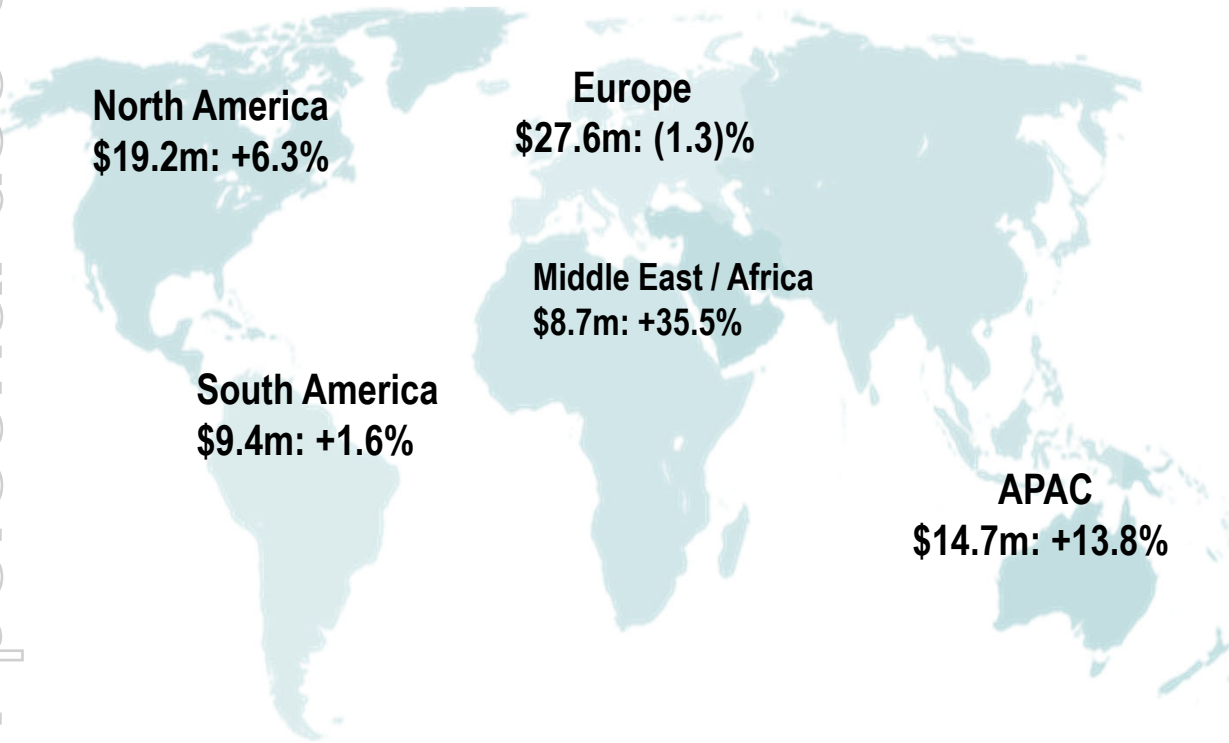 North America
$19.2m: +6.3%
Europe
$27.6m: (1.3)%
Middle East / Africa
$8.7m: +35.5%
South America
$9.4m: +1.6%
APAC
$14.7m: +13.8%